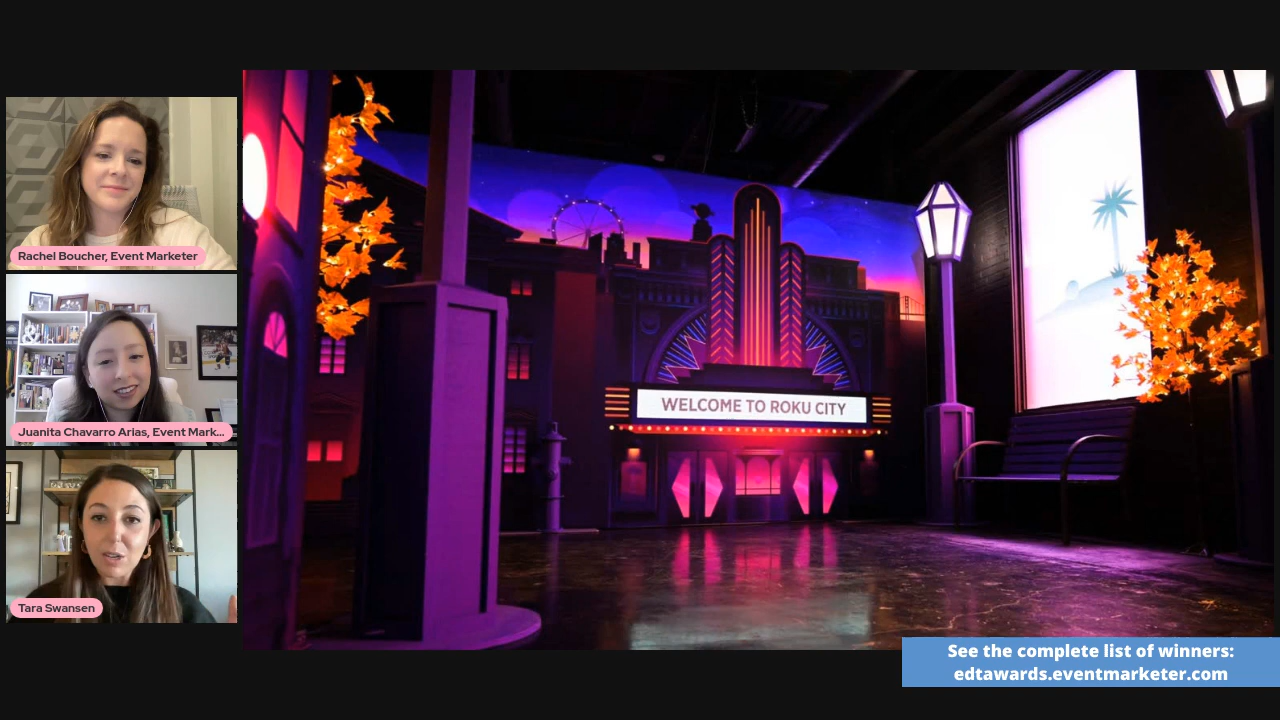 Rachel Boucher, Event Marketer
Juanita Chavarro Arias, Event Mark...
Tara Swansen
WELCOME TO ROKU CITY
See the complete list of winners:
edtawards.eventmarketer.com